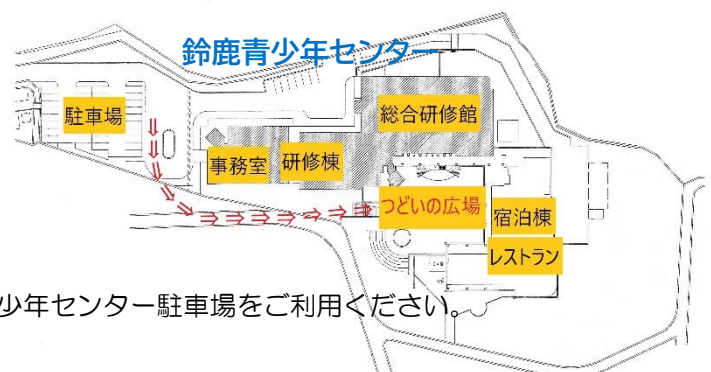 鈴鹿青少年センター
駐車場
総合研修館
事務室
研修棟
つどいの広場
宿泊棟
レストラン
少年センター駐車場をご利用ください。